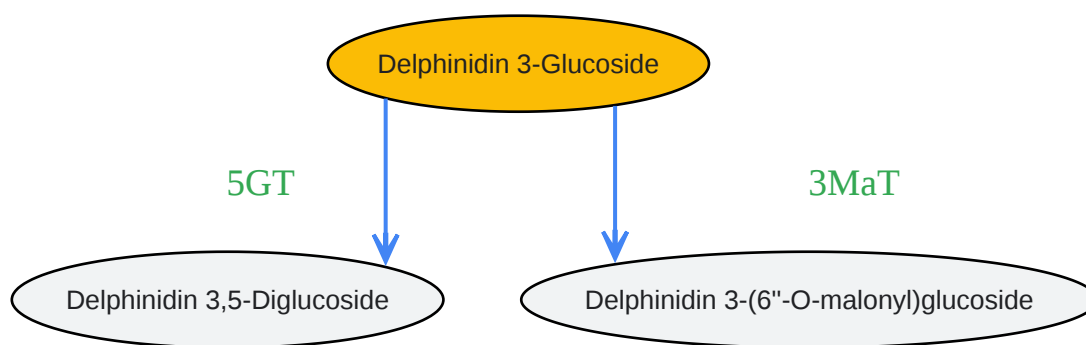 Delphinidin 3-Glucoside
5GT
3MaT
Delphinidin 3,5-Diglucoside
Delphinidin 3-(6"-O-malonyl)glucoside